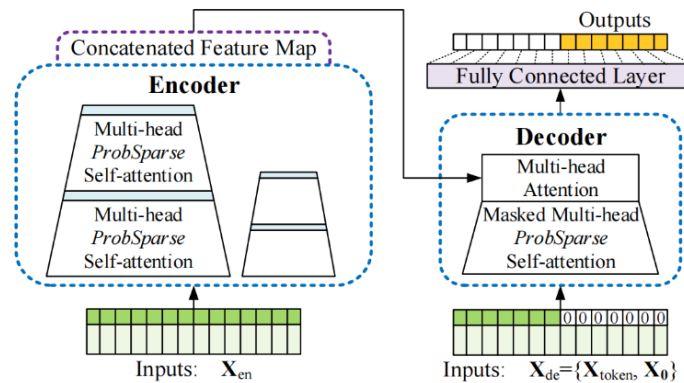 Concatenated Feature Map
Encoder
Multi-head
ProbSparse
Self-attention
Multi-head
ProbSparse
Self-attention
Inputs: Xen
Outputs
Fully Connected Layer
Decoder
Multi-head
Attention
Masked Multi-head
ProbSparse
Self-attention
0 0 0 0 0 0 0
Inputs: Xde={Xtoken, X0}